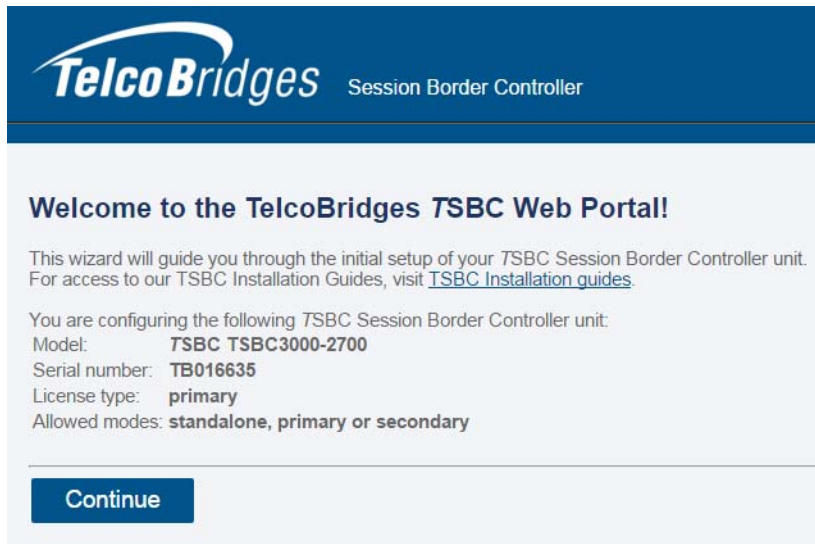 TelcoBridges Session Border Controller
Welcome to the TelcoBridges TSBC Web Portal!
This wizard will guide you through the initial setup of your TSBC Session Border Controller unit.
For access to our TSBC Installation Guides, visit TSBC Installation guides.
You are configuring the following TSBC Session Border Controller unit:
Model: TSBC TSBC3000-2700
Serial number: TB016635
License type: primary
Allowed modes: standalone, primary or secondary
Continue